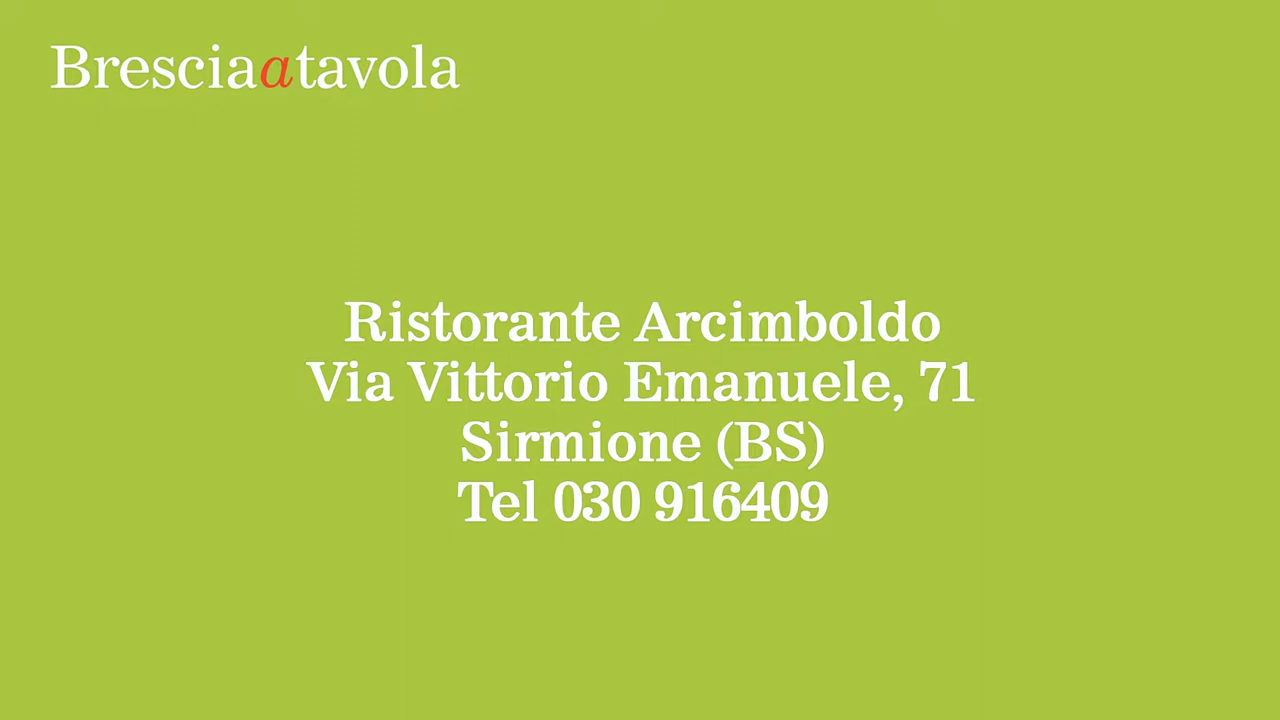 Bresciaatavola
Ristorante Arcimboldo
Via Vittorio Emanuele, 71
Sirmione (BS)
Tel 030 916409